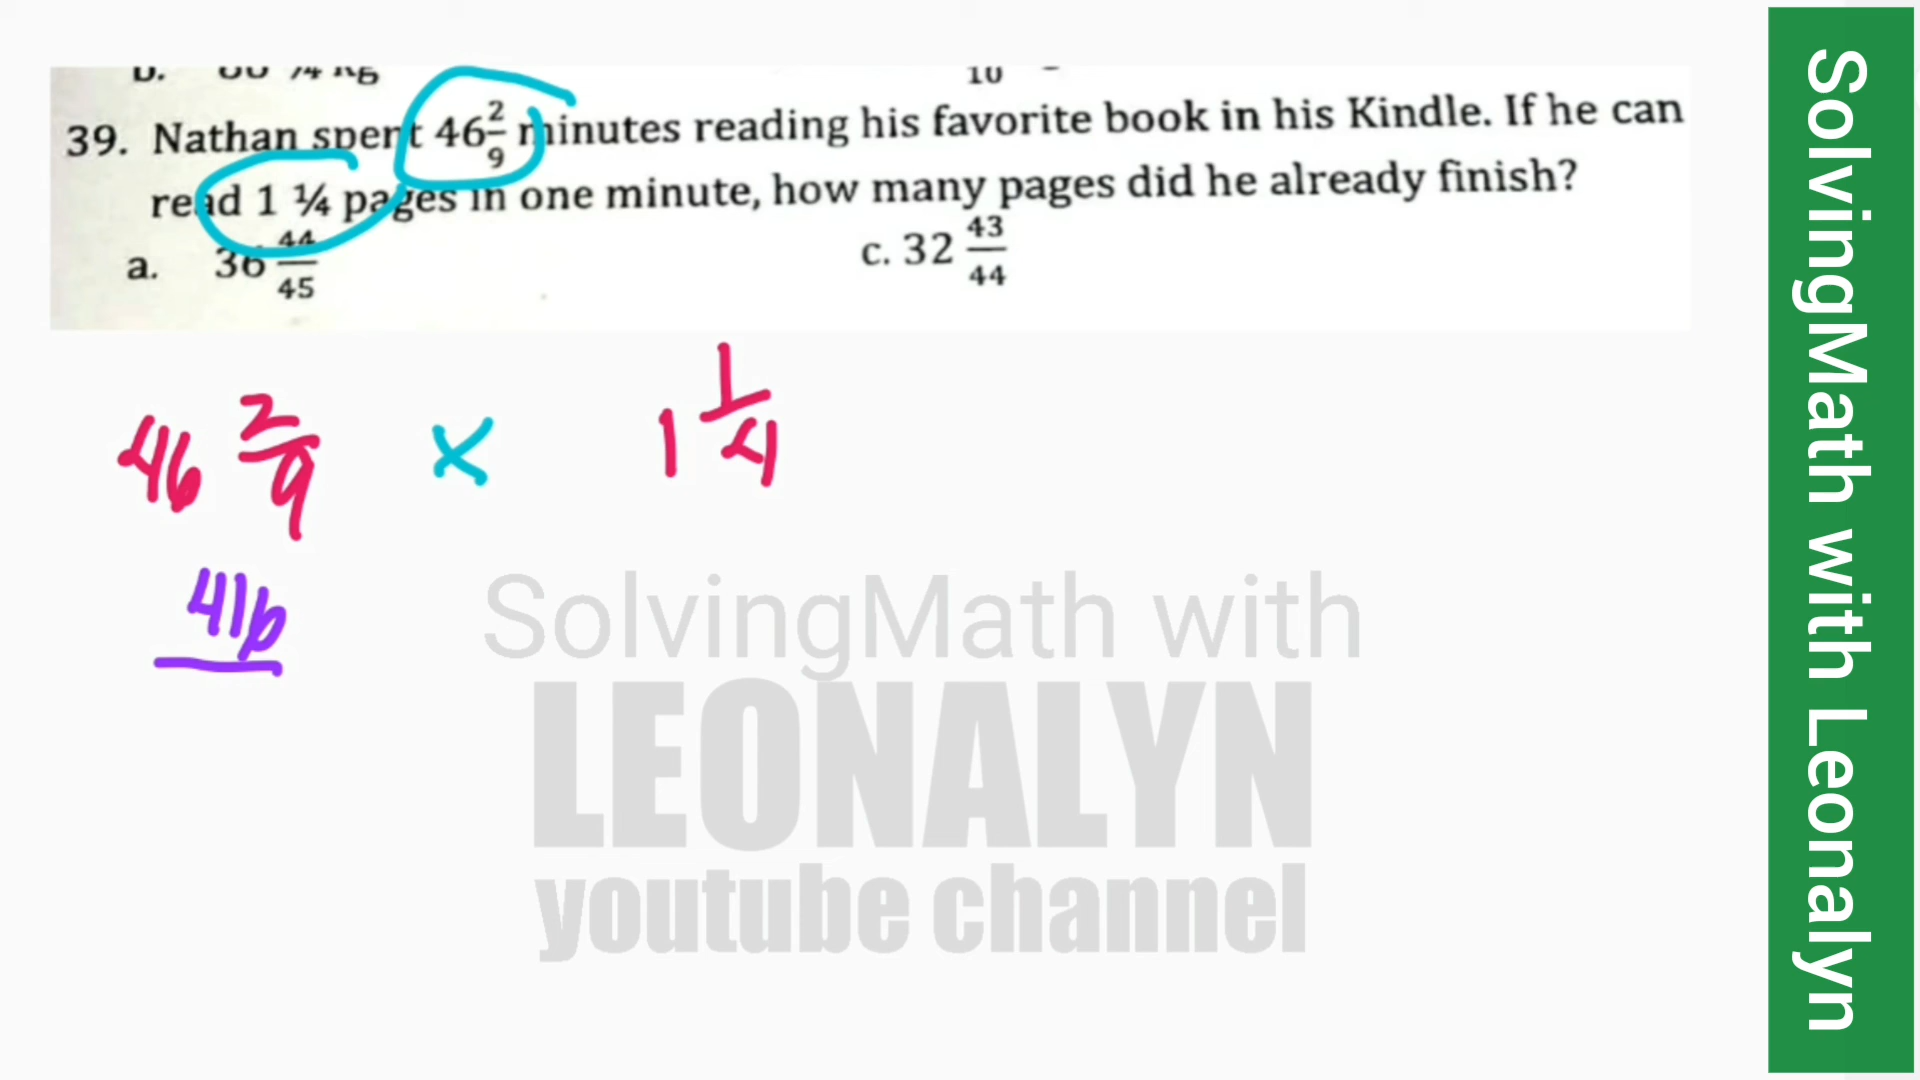 39. Nathan spent 46 2/9 minutes reading his favorite book in his Kindle. If he can
read 1 ¼ pages in one minute, how many pages did he already finish?
a. 36 44/45 c. 32 43/44
46 2/9 × 1 1/4
416
SolvingMath with
LEONALYN
youtube channel
SolvingMath with Leonalyn